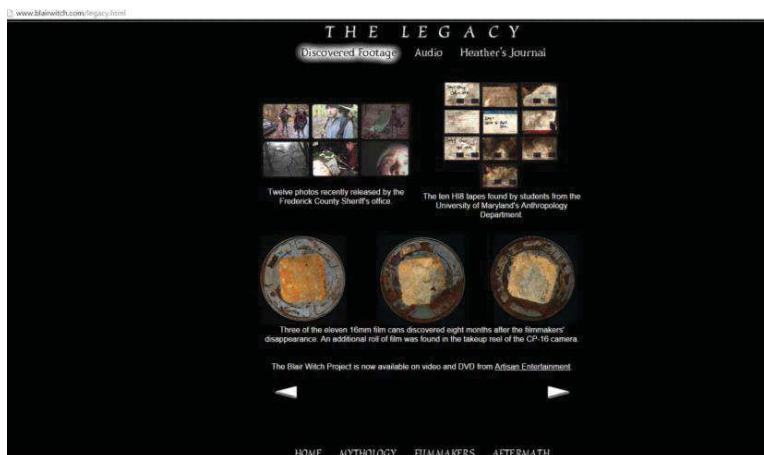 www.blairwitch.com/legacy.html
THE LEGACY
Discovered Footage Audio Heather's Journal
Twelve photos recently released by the
Frederick County Sheriff's office.
The ten HI8 tapes found by students from the
University of Maryland's Anthropology
Department
Three of the eleven 16mm film cans discovered eight months after the filmmakers'
disappearance. An additional roll of film was found in the takeup reel of the CP-16 camera.
The Blair Witch Project is now available on video and DVD from Artisan Entertainment
HOME MYTHOLOGY FILMMAKERS AFTERMATH